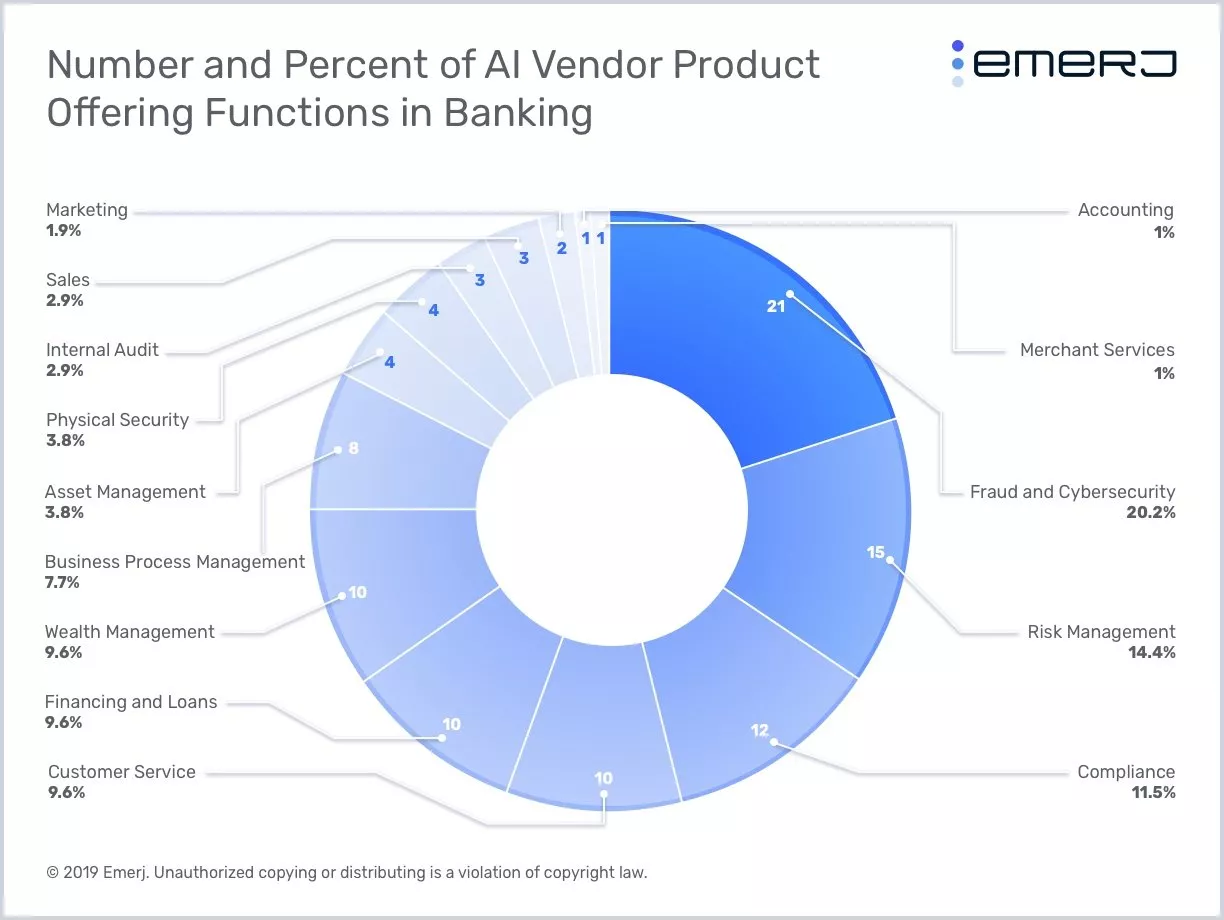 Number and Percent of AI Vendor Product
Offering Functions in Banking
emerj
Marketing
1.9%
Sales
2.9%
Internal Audit
2.9%
Physical Security
3.8%
Asset Management
3.8%
Business Process Management
7.7%
Wealth Management
9.6%
Financing and Loans
9.6%
Customer Service
9.6%
2
1
1
3
3
4
4
8
10
10
10
12
15
21
Accounting
1%
Merchant Services
1%
Fraud and Cybersecurity
20.2%
Risk Management
14.4%
Compliance
11.5%
© 2019 Emerj. Unauthorized copying or distributing is a violation of copyright law.